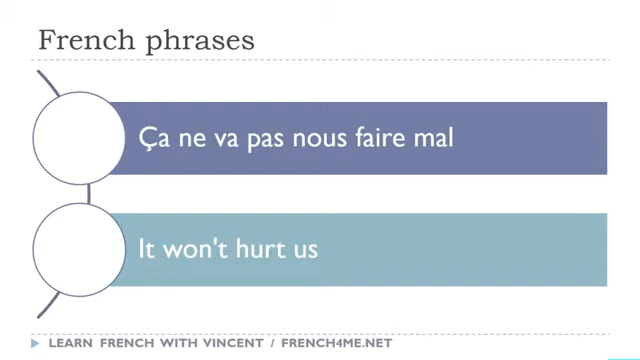 French phrases
Ça ne va pas nous faire mal
It won't hurt us
LEARN FRENCH WITH VINCENT / FRENCH4ME.NET